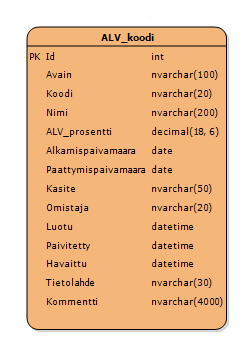 ALV_koodi
PK Id int
Avain nvarchar(100)
Koodi nvarchar(20)
Nimi nvarchar(200)
ALV_prosentti decimal(18, 6)
Alkamispaivamaara date
Paattymispaivamaara date
Kasite nvarchar(50)
Omistaja nvarchar(20)
Luotu datetime
Paivitetty datetime
Havaittu datetime
Tietolahde nvarchar(30)
Kommentti nvarchar(4000)